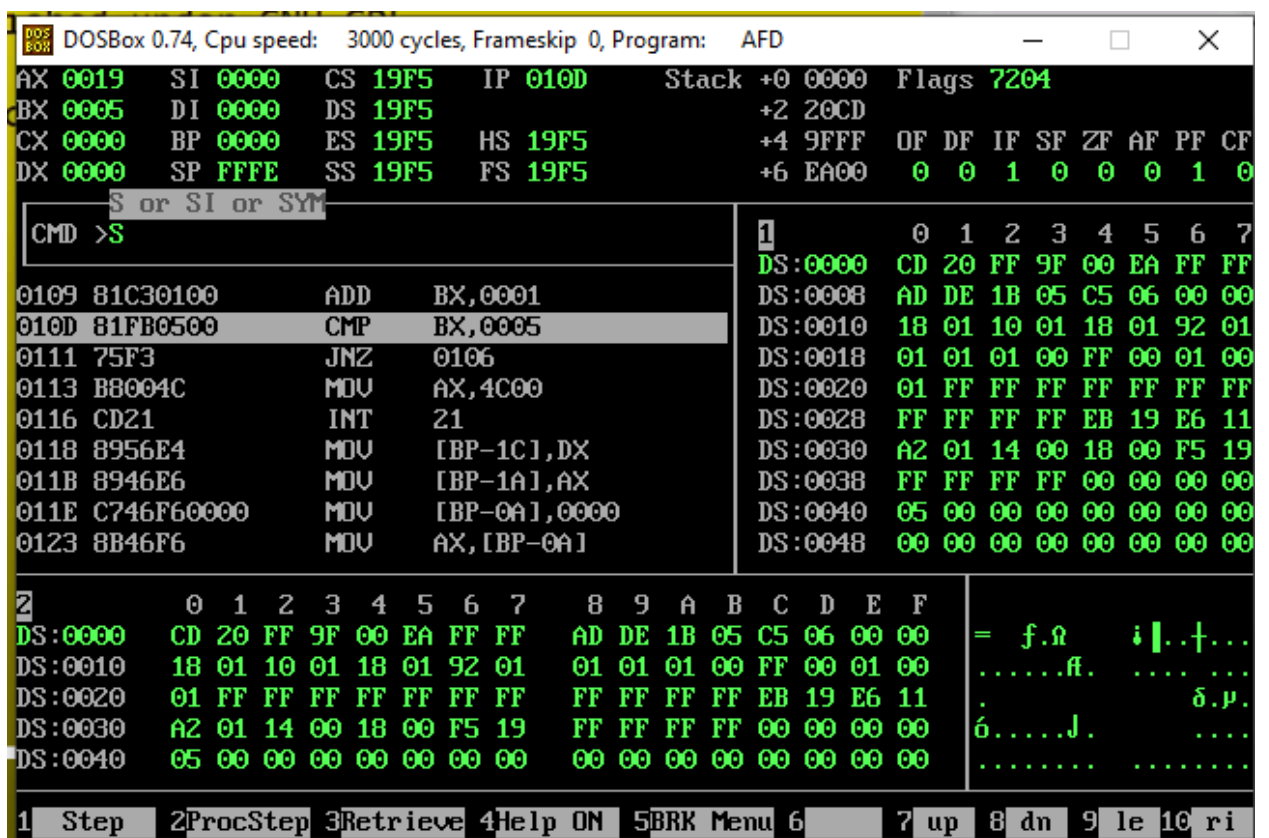 DOSBox 0.74, Cpu speed: 3000 cycles, Frameskip 0, Program: AFD
AX 0019 SI 0000 CS 19F5 IP 010D Stack +0 0000 Flags 7204
BX 0005 DI 0000 DS 19F5 +2 20CD
CX 0000 BP 0000 ES 19F5 HS 19F5 +4 9FFF OF DF IF SF ZF AF PF CF
DX 0000 SP FFFE SS 19F5 FS 19F5 +6 EA00 0 0 1 0 0 0 1 0
S or SI or SYM
CMD >S
1 0 1 2 3 4 5 6 7
DS:0000 CD 20 FF 9F 00 EA FF FF
0109 81C30100 ADD BX,0001 DS:0008 AD DE 1B 05 C5 06 00 00
010D 81FB0500 CMP BX,0005 DS:0010 18 01 10 01 18 01 92 01
0111 75F3 JNZ 0106 DS:0018 01 01 01 00 FF 00 01 00
0113 B8004C MOV AX,4C00 DS:0020 01 FF FF FF FF FF FF FF
0116 CD21 INT 21 DS:0028 FF FF FF FF EB 19 E6 11
0118 8956E4 MOV [BP-1C],DX DS:0030 A2 01 14 00 18 00 F5 19
011B 8946E6 MOV [BP-1A],AX DS:0038 FF FF FF FF 00 00 00 00
011E C746F60000 MOV [BP-0A],0000 DS:0040 05 00 00 00 00 00 00 00
0123 8B46F6 MOV AX,[BP-0A] DS:0048 00 00 00 00 00 00 00 00
2 0 1 2 3 4 5 6 7 8 9 A B C D E F
DS:0000 CD 20 FF 9F 00 EA FF FF AD DE 1B 05 C5 06 00 00 = ƒ.Ω ¡▐..┼...
DS:0010 18 01 10 01 18 01 92 01 01 01 01 00 FF 00 01 00 ......Æ. .... ...
DS:0020 01 FF FF FF FF FF FF FF FF FF FF FF EB 19 E6 11 . δ.µ.
DS:0030 A2 01 14 00 18 00 F5 19 FF FF FF FF 00 00 00 00 ó.....⌡. ....
DS:0040 05 00 00 00 00 00 00 00 00 00 00 00 00 00 00 00 ........ ........
1 Step 2ProcStep 3Retrieve 4Help ON 5BRK Menu 6 7 up 8 dn 9 le 10 ri